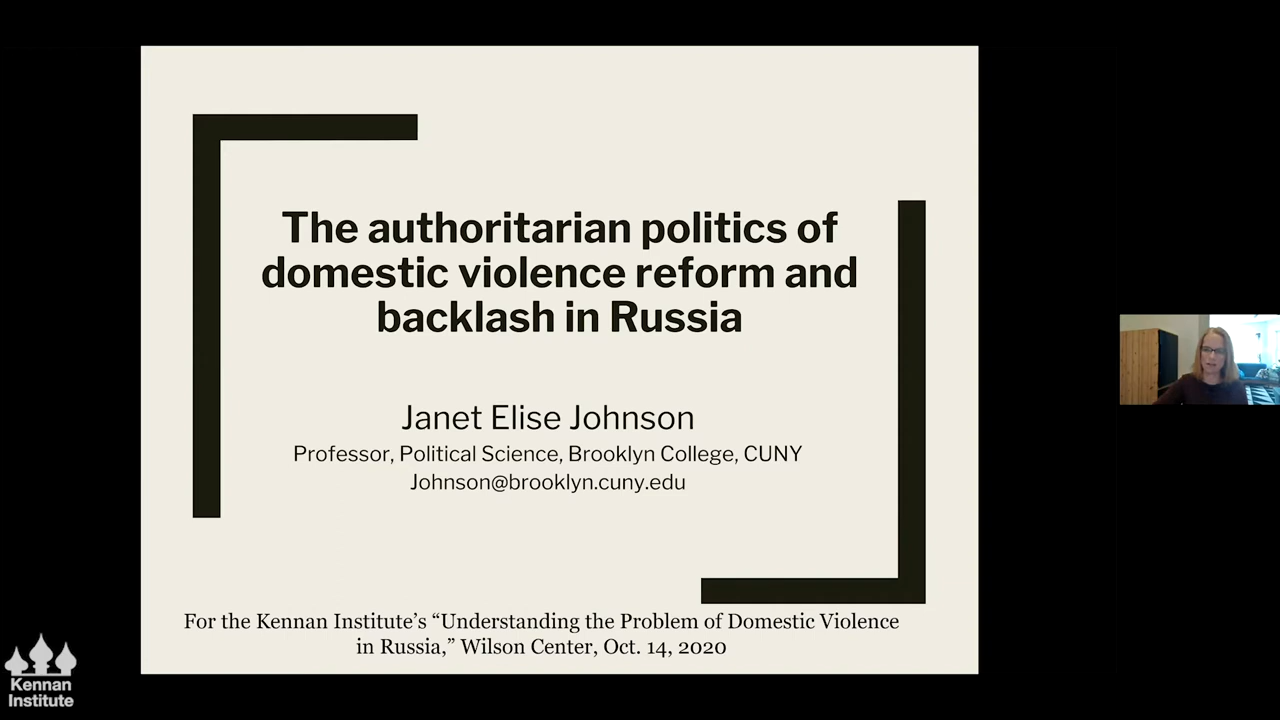 The authoritarian politics of
domestic violence reform and
backlash in Russia
Janet Elise Johnson
Professor, Political Science, Brooklyn College, CUNY
Johnson@brooklyn.cuny.edu
For the Kennan Institute’s “Understanding the Problem of Domestic Violence
in Russia,” Wilson Center, Oct. 14, 2020
Kennan
Institute